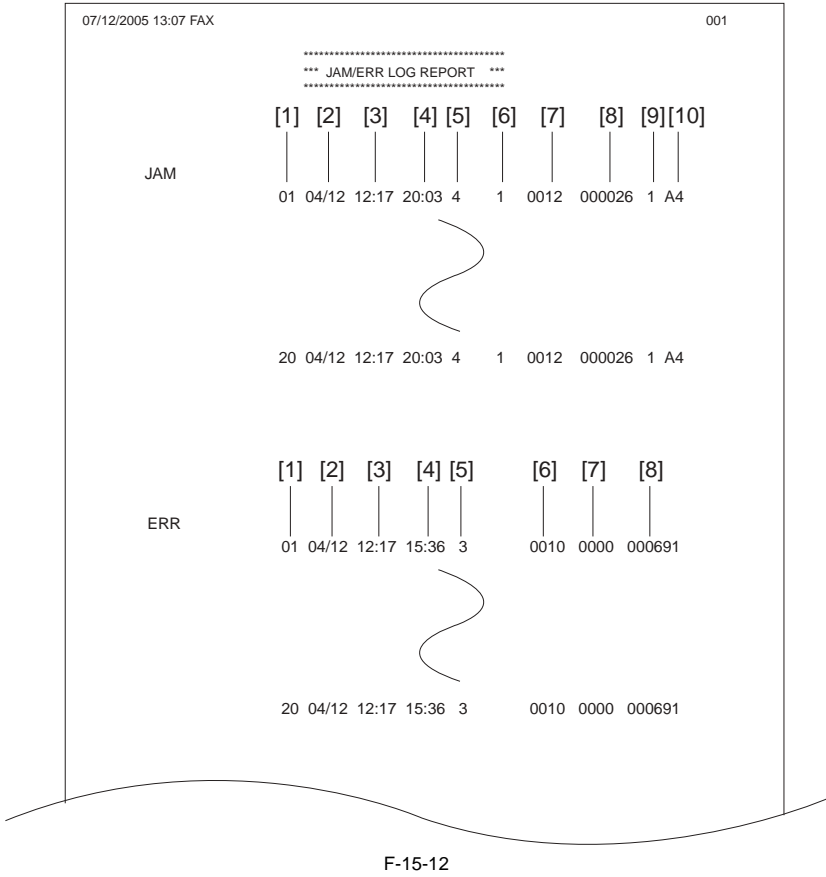 07/12/2005 13:07 FAX 001
***************************************
*** JAM/ERR LOG REPORT ***
***************************************
[1] [2] [3] [4] [5] [6] [7] [8] [9] [10]
JAM
01 04/12 12:17 20:03 4 1 0012 000026 1 A4
20 04/12 12:17 20:03 4 1 0012 000026 1 A4
[1] [2] [3] [4] [5] [6] [7] [8]
ERR
01 04/12 12:17 15:36 3 0010 0000 000691
20 04/12 12:17 15:36 3 0010 0000 000691
F-15-12